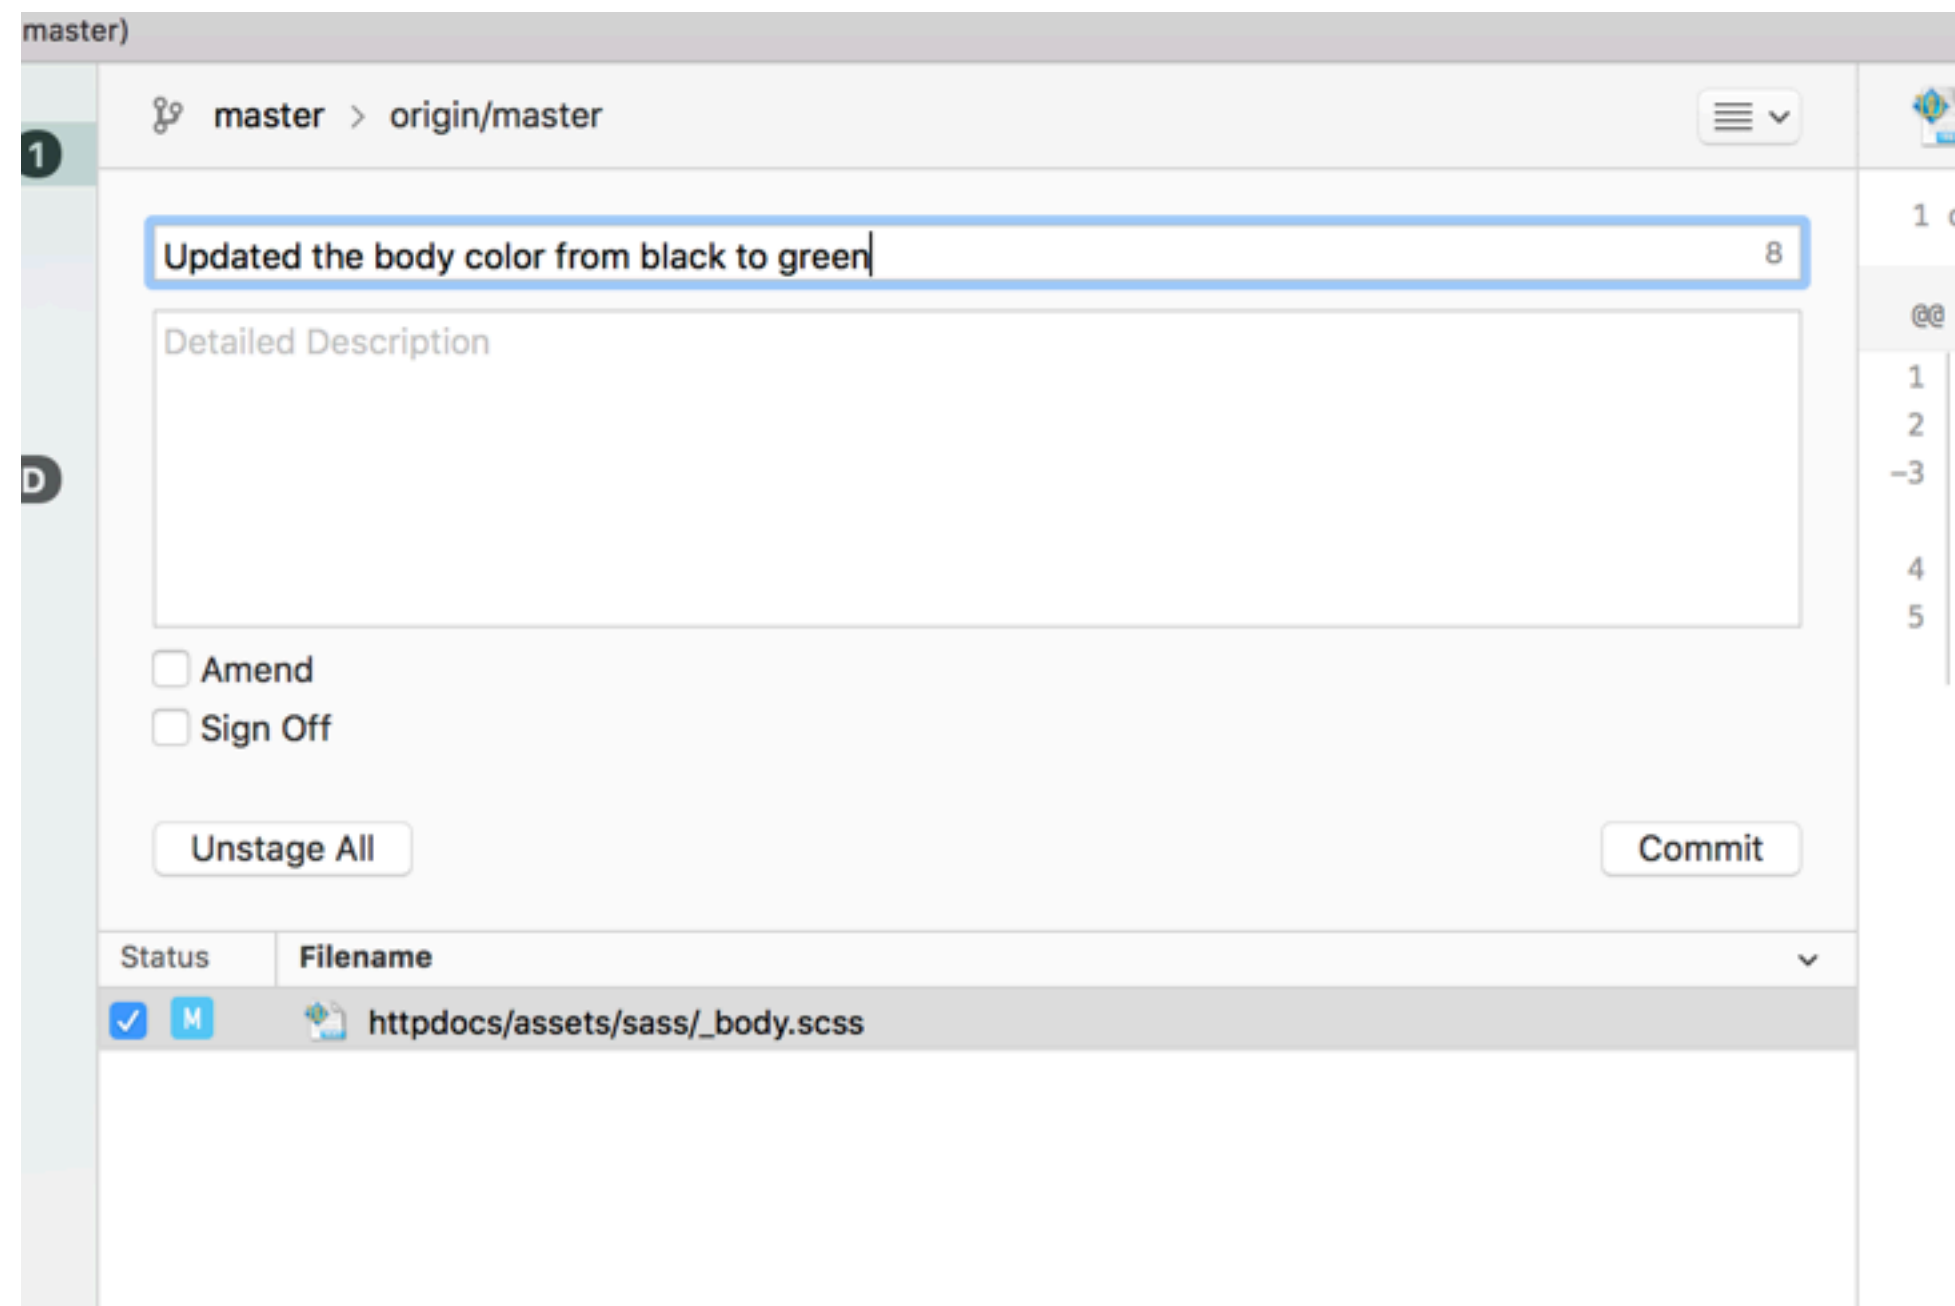 master)
master > origin/master
1
Updated the body color from black to green 8
Detailed Description
D
Amend
Sign Off
Unstage All Commit
Status Filename
M httpdocs/assets/sass/_body.scss
1
@@
1
2
-3
4
5